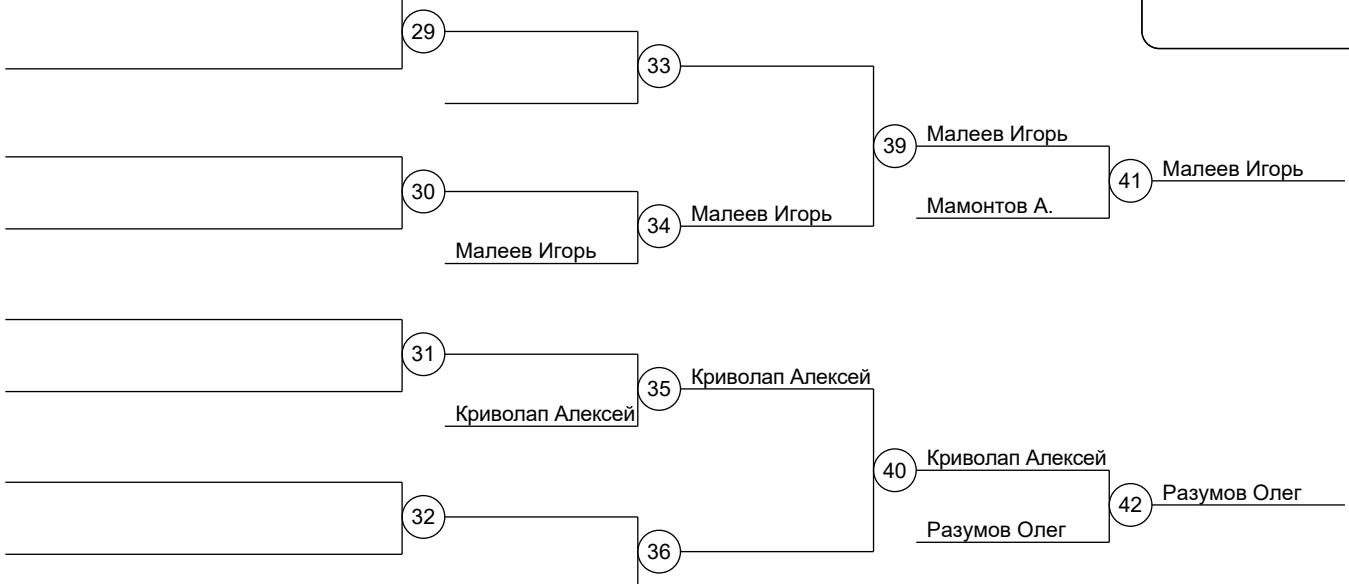 29
33
Малеев Игорь
39
Малеев Игорь
41
30
Мамонтов А.
Малеев Игорь
34
Малеев Игорь
31
Криволап Алексей
35
Криволап Алексей
Криволап Алексей
40
Разумов Олег
42
32
Разумов Олег
36